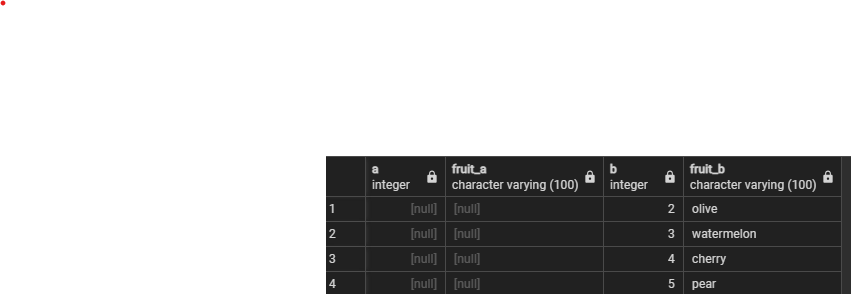 a fruit_a b fruit_b
integer character varying (100) integer character varying (100)
1 [null] [null] 2 olive
2 [null] [null] 3 watermelon
3 [null] [null] 4 cherry
4 [null] [null] 5 pear